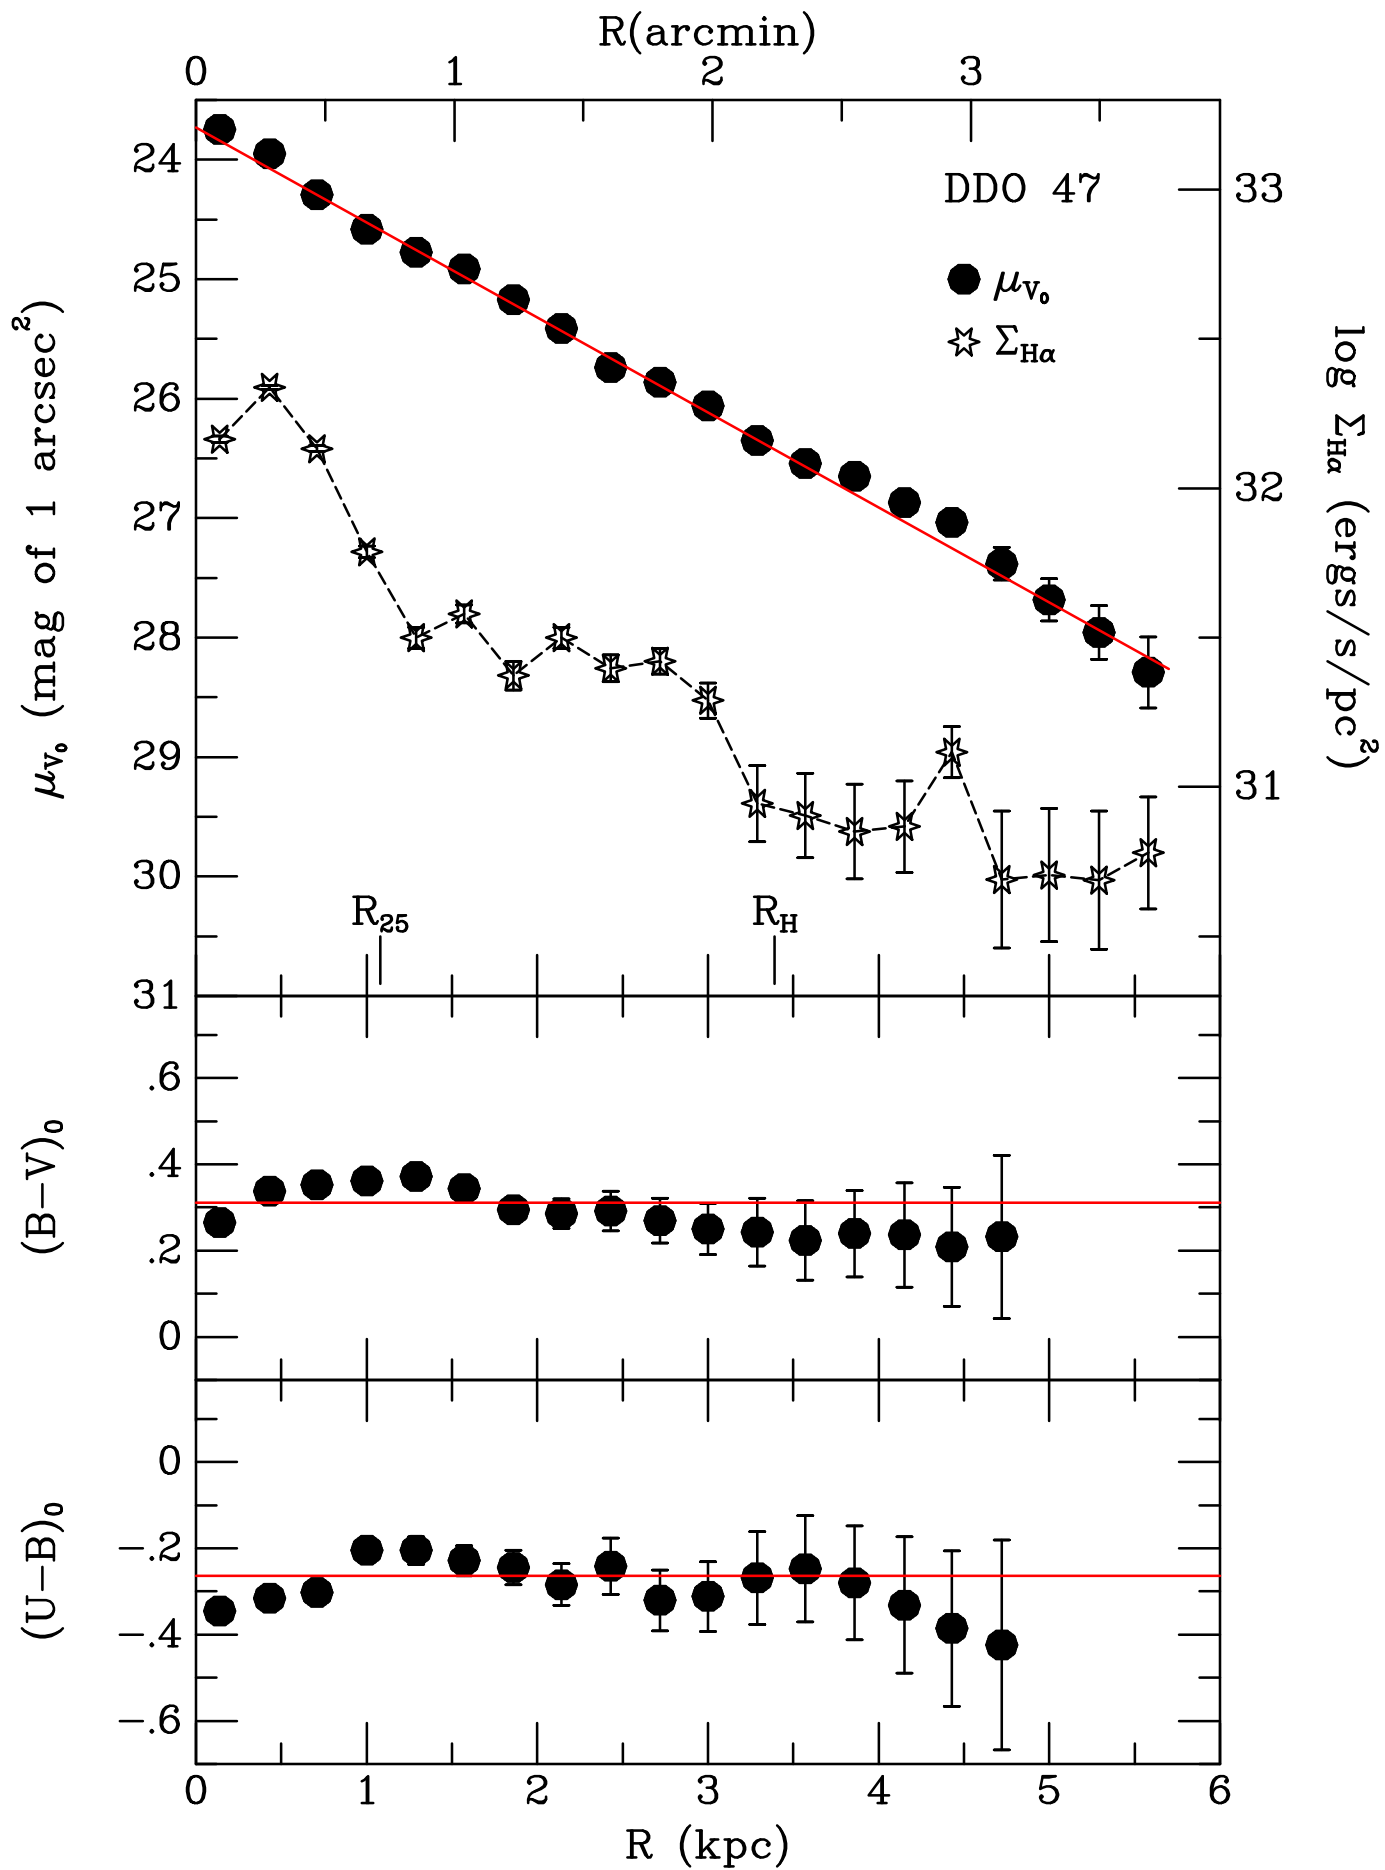 R(arcmin)
0 1 2 3
24
25
26
27
28
29
30
31
μV₀ (mag of 1 arcsec²)
DDO 47
μV₀
ΣHα
33
32
31
log ΣHα (ergs/s/pc²)
R₂₅
RH
.6
.4
.2
0
(B−V)₀
0
−.2
−.4
−.6
(U−B)₀
0 1 2 3 4 5 6
R (kpc)